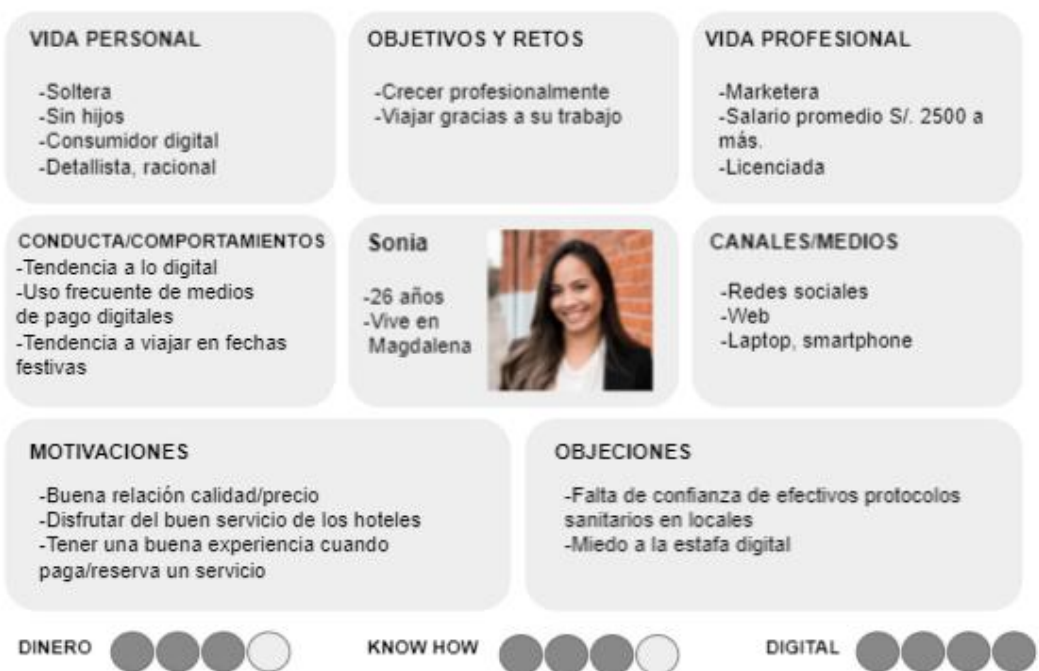 VIDA PERSONAL
-Soltera
-Sin hijos
-Consumidor digital
-Detallista, racional
OBJETIVOS Y RETOS
-Crecer profesionalmente
-Viajar gracias a su trabajo
VIDA PROFESIONAL
-Marketera
-Salario promedio S/. 2500 a
más.
-Licenciada
CONDUCTA/COMPORTAMIENTOS
-Tendencia a lo digital
-Uso frecuente de medios
de pago digitales
-Tendencia a viajar en fechas
festivas
Sonia
-26 años
-Vive en
Magdalena
CANALES/MEDIOS
-Redes sociales
-Web
-Laptop, smartphone
MOTIVACIONES
-Buena relación calidad/precio
-Disfrutar del buen servicio de los hoteles
-Tener una buena experiencia cuando
paga/reserva un servicio
OBJECIONES
-Falta de confianza de efectivos protocolos
sanitarios en locales
-Miedo a la estafa digital
DINERO
KNOW HOW
DIGITAL